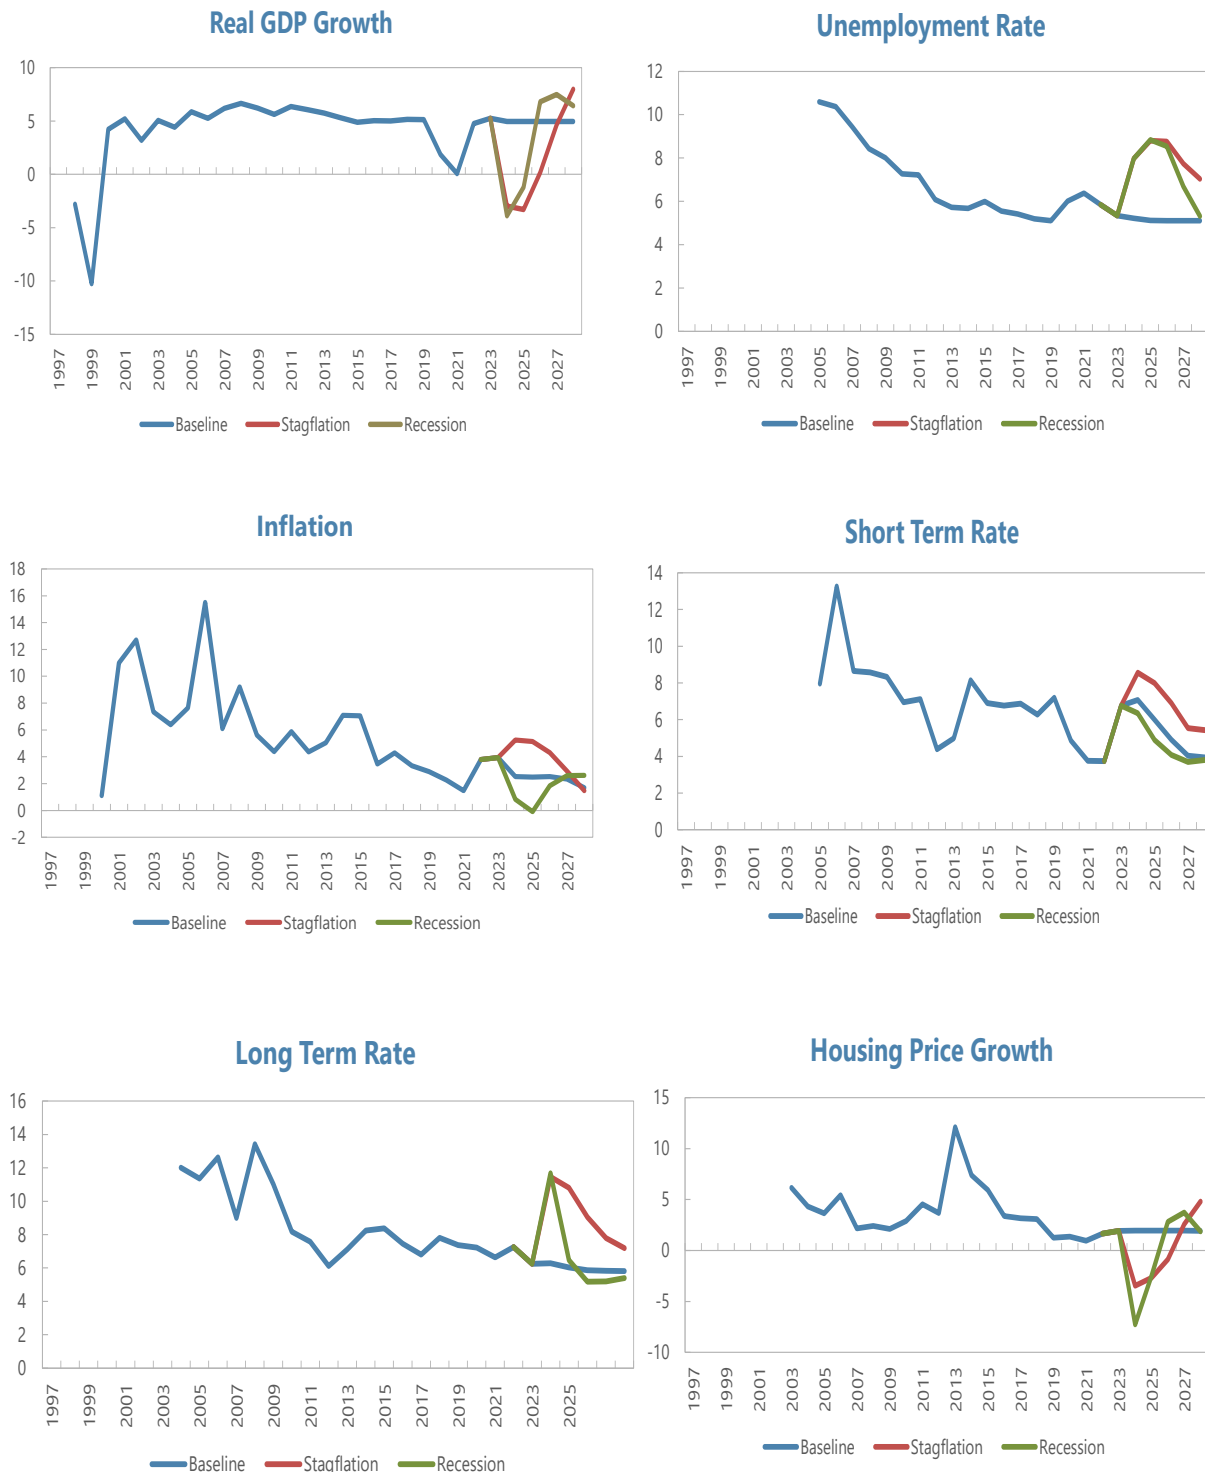 Real GDP Growth
10
5
0
-5
-10
-15
1997 1999 2001 2003 2005 2007 2009 2011 2013 2015 2017 2019 2021 2023 2025 2027
Baseline Stagflation Recession
Unemployment Rate
12
10
8
6
4
2
0
1997 1999 2001 2003 2005 2007 2009 2011 2013 2015 2017 2019 2021 2023 2025 2027
Baseline Stagflation Recession
Inflation
18
16
14
12
10
8
6
4
2
0
-2
1997 1999 2001 2003 2005 2007 2009 2011 2013 2015 2017 2019 2021 2023 2025 2027
Baseline Stagflation Recession
Short Term Rate
14
12
10
8
6
4
2
0
1997 1999 2001 2003 2005 2007 2009 2011 2013 2015 2017 2019 2021 2023 2025 2027
Baseline Stagflation Recession
Long Term Rate
16
14
12
10
8
6
4
2
0
1997 1999 2001 2003 2005 2007 2009 2011 2013 2015 2017 2019 2021 2023 2025
Baseline Stagflation Recession
Housing Price Growth
15
10
5
0
-5
-10
1997 1999 2001 2003 2005 2007 2009 2011 2013 2015 2017 2019 2021 2023 2025 2027
Baseline Stagflation Recession